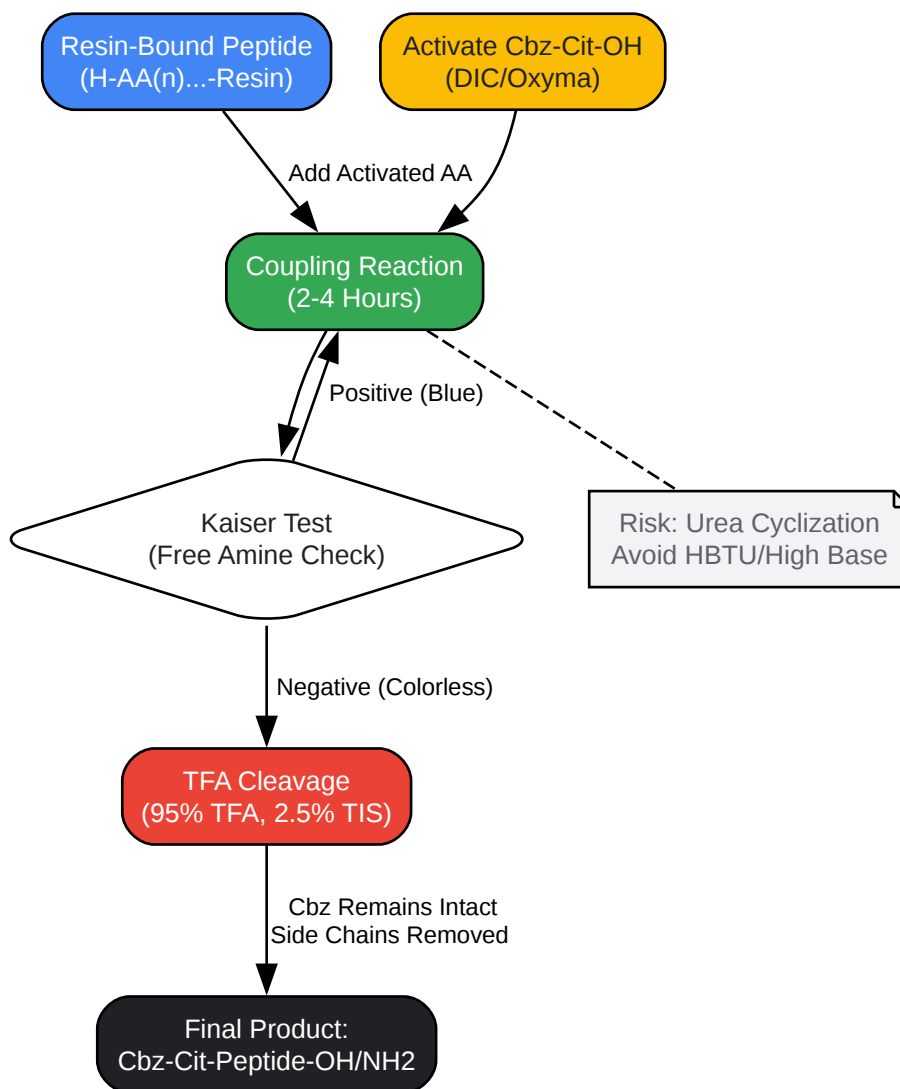 Resin-Bound Peptide
(H-AA(n)...-Resin)
Activate Cbz-Cit-OH
(DIC/Oxyma)
Add Activated AA
Coupling Reaction
(2-4 Hours)
Positive (Blue)
Kaiser Test
(Free Amine Check)
Risk: Urea Cyclization
Avoid HBTU/High Base
Negative (Colorless)
TFA Cleavage
(95% TFA, 2.5% TIS)
Cbz Remains Intact
Side Chains Removed
Final Product:
Cbz-Cit-Peptide-OH/NH2